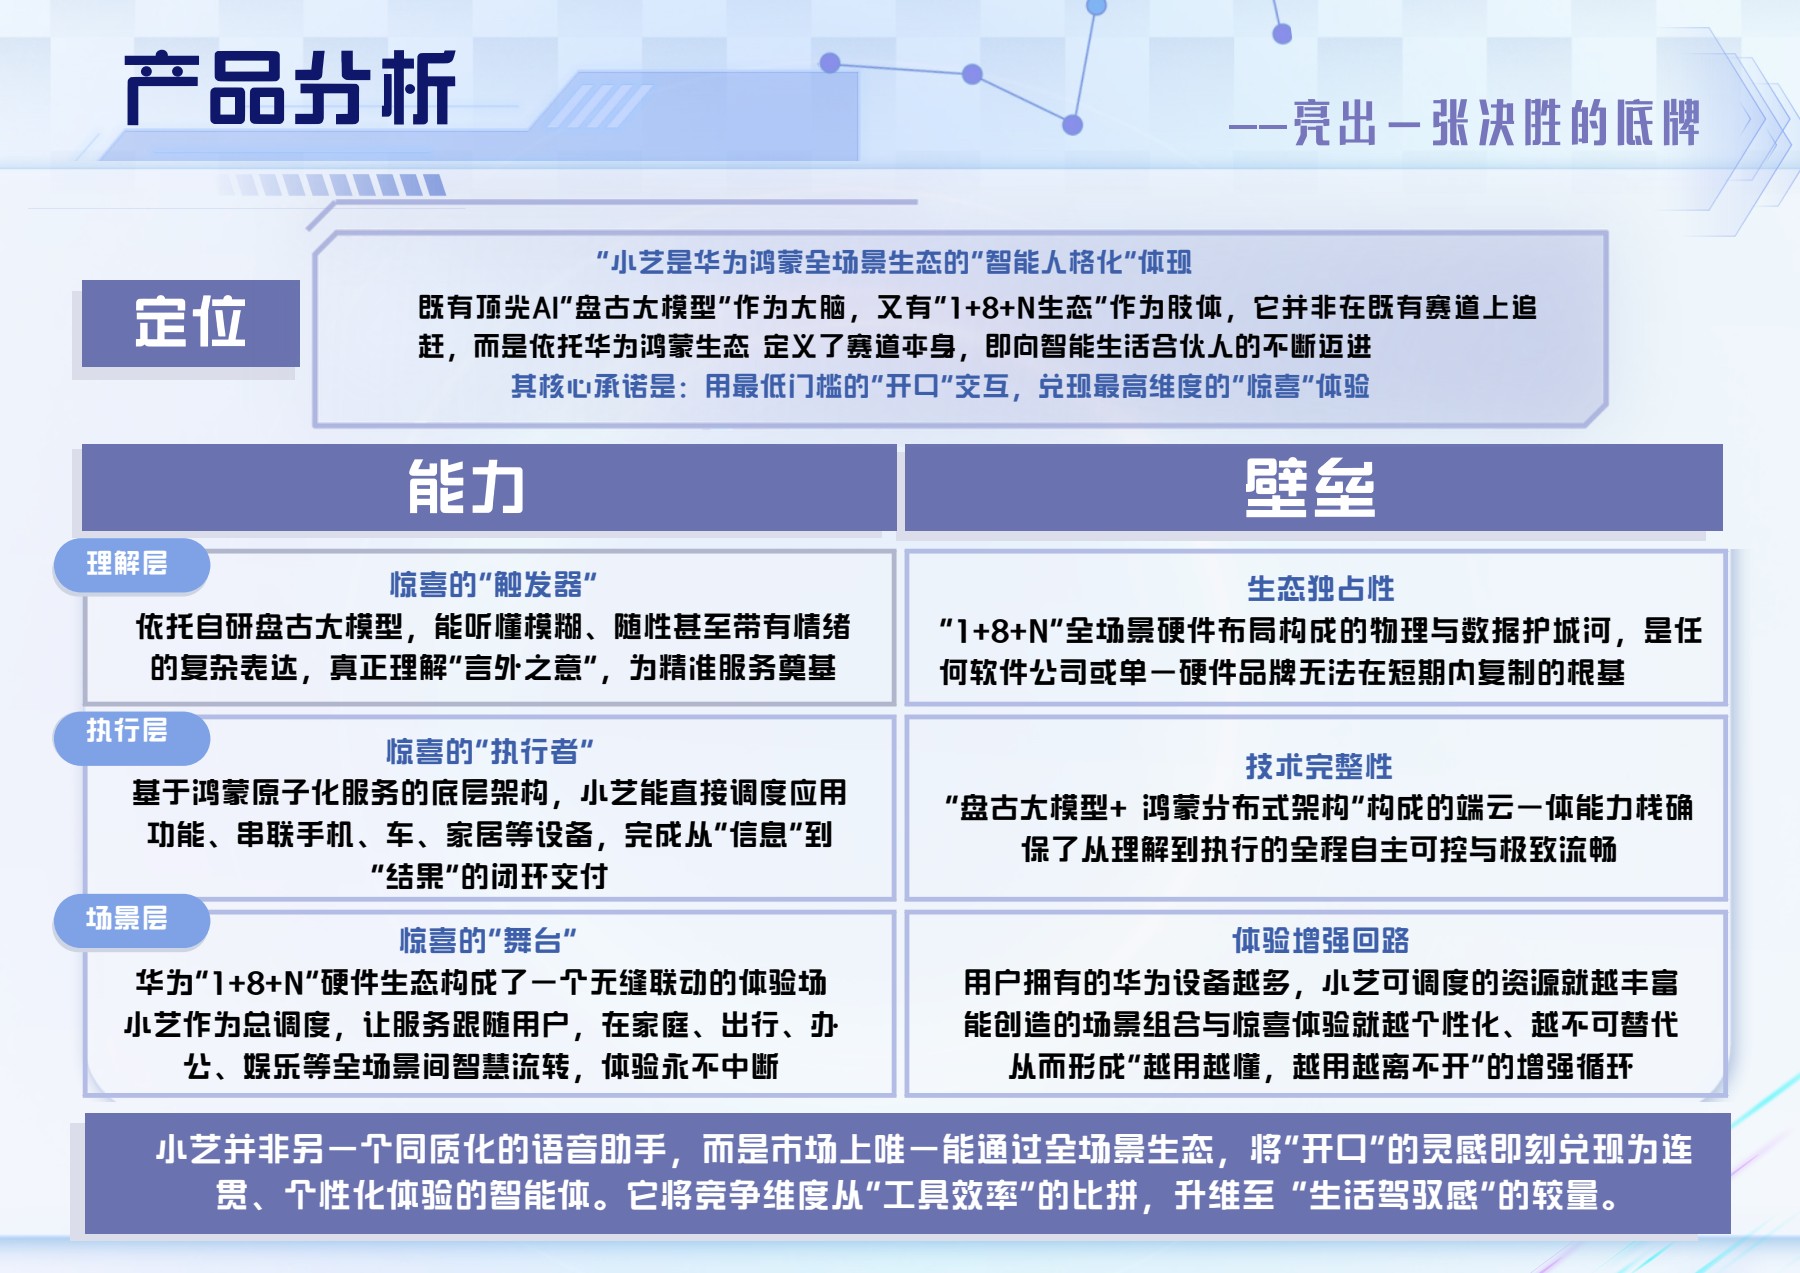 产品分析
——亮出一张决胜的底牌
定位
"小艺是华为鸿蒙全场景生态的"智能人格化"体现
既有顶尖AI"盘古大模型"作为大脑，又有"1+8+N生态"作为肢体，它并非在既有赛道上追
赶，而是依托华为鸿蒙生态 定义了赛道本身，即向智能生活合伙人的不断迈进
其核心承诺是：用最低门槛的"开口"交互，兑现最高维度的"惊喜"体验
能力
壁垒
理解层
惊喜的"触发器"
依托自研盘古大模型，能听懂模糊、随性甚至带有情绪
的复杂表达，真正理解"言外之意"，为精准服务奠基
生态独占性
"1+8+N"全场景硬件布局构成的物理与数据护城河，是任
何软件公司或单一硬件品牌无法在短期内复制的根基
执行层
惊喜的"执行者"
基于鸿蒙原子化服务的底层架构，小艺能直接调度应用
功能、串联手机、车、家居等设备，完成从"信息"到
"结果"的闭环交付
技术完整性
"盘古大模型+ 鸿蒙分布式架构"构成的端云一体能力栈确
保了从理解到执行的全程自主可控与极致流畅
场景层
惊喜的"舞台"
华为"1+8+N"硬件生态构成了一个无缝联动的体验场
小艺作为总调度，让服务跟随用户，在家庭、出行、办
公、娱乐等全场景间智慧流转，体验永不中断
体验增强回路
用户拥有的华为设备越多，小艺可调度的资源就越丰富
能创造的场景组合与惊喜体验就越个性化、越不可替代
从而形成"越用越懂，越用越离不开"的增强循环
小艺并非另一个同质化的语音助手，而是市场上唯一能通过全场景生态，将"开口"的灵感即刻兑现为连
贯、个性化体验的智能体。它将竞争维度从"工具效率"的比拼，升维至 "生活驾驭感"的较量。